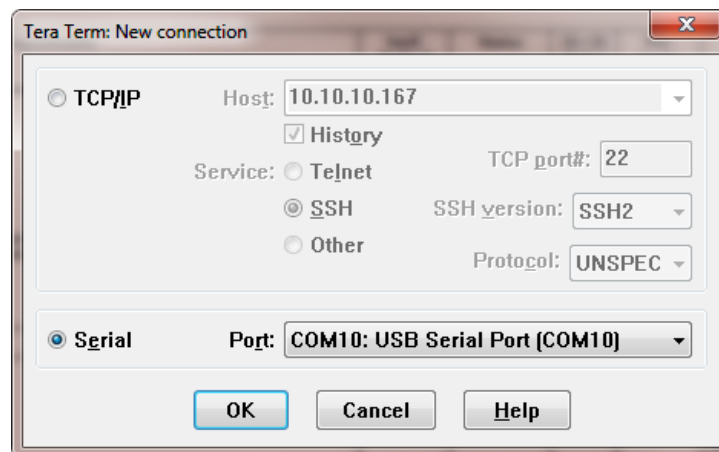 Tera Term: New connection
TCP/IP Host: 10.10.10.167
History
Service: Telnet TCP port#: 22
SSH SSH version: SSH2
Other Protocol: UNSPEC
Serial Port: COM10: USB Serial Port (COM10)
OK Cancel Help